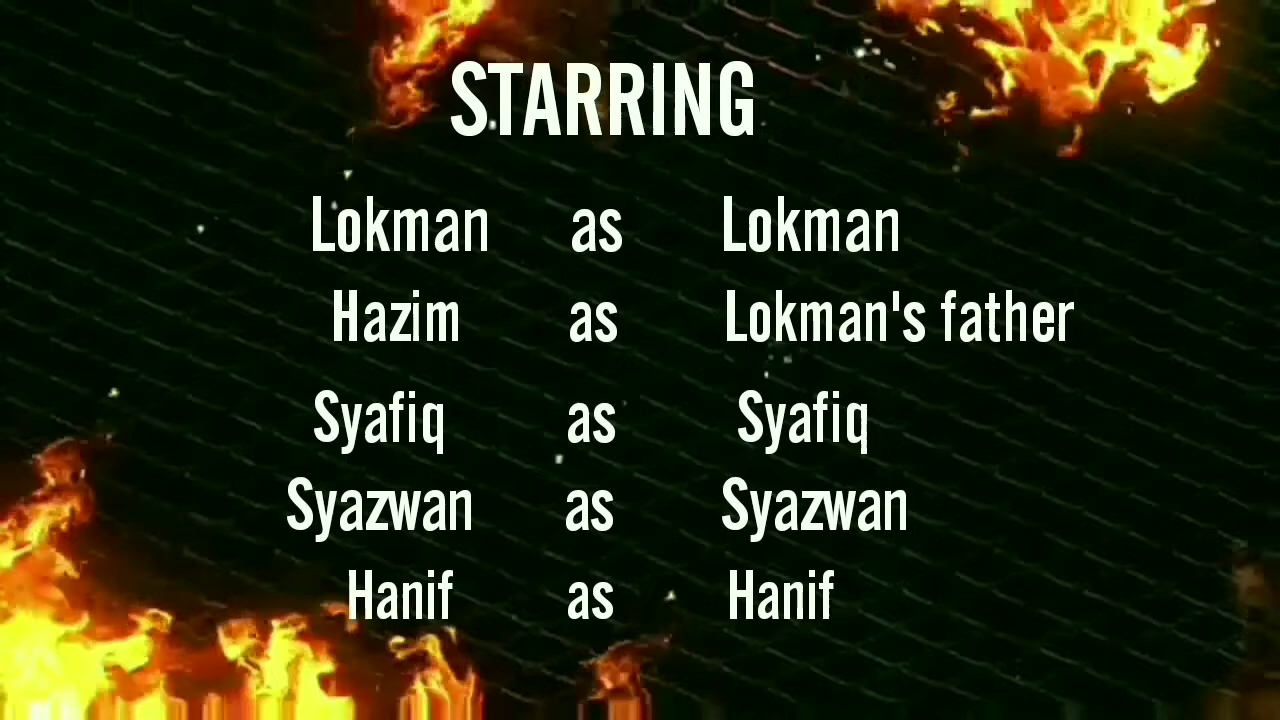 STARRING
Lokman as Lokman
Hazim as Lokman's father
Syafiq as Syafiq
Syazwan as Syazwan
Hanif as Hanif